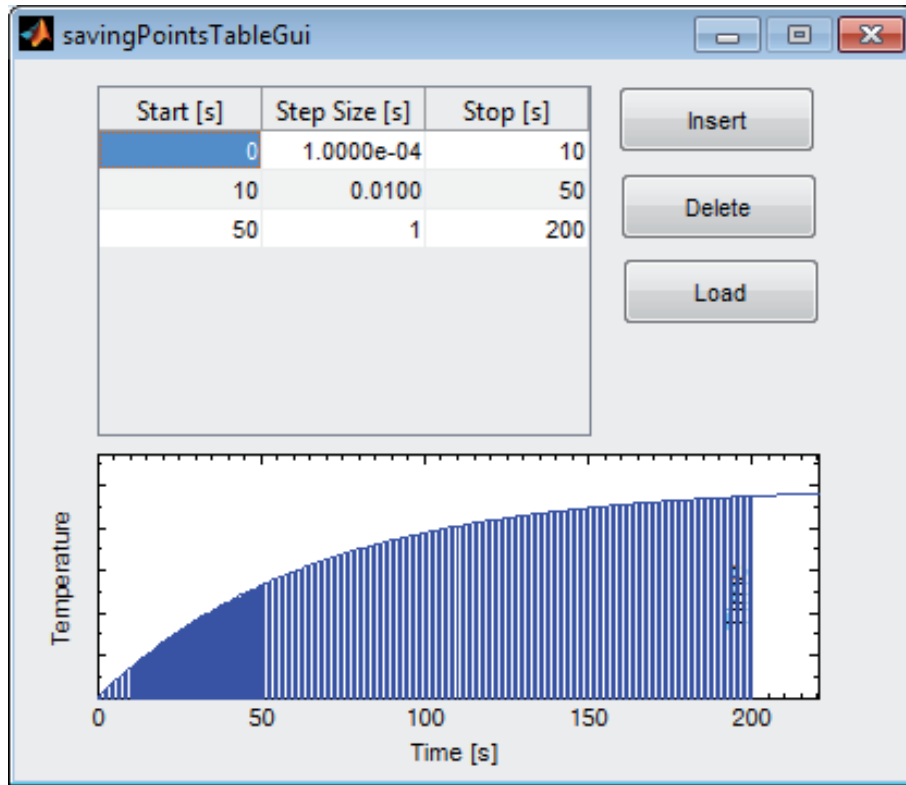 savingPointsTableGui
Start [s] Step Size [s] Stop [s]
0 1.0000e-04 10
10 0.0100 50
50 1 200
Insert
Delete
Load
Temperature
0 50 100 150 200
Time [s]